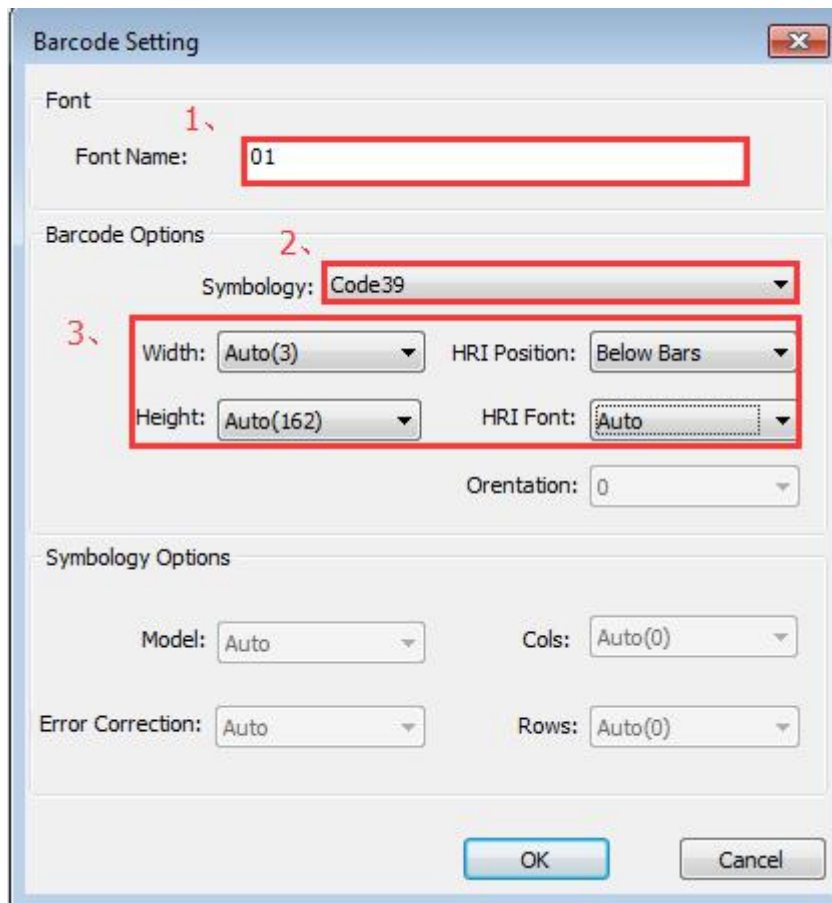 Barcode Setting
Font
1、
Font Name: 01
Barcode Options
2、
Symbology: Code39
3、
Width: Auto(3) HRI Position: Below Bars
Height: Auto(162) HRI Font: Auto
Orentation: 0
Symbology Options
Model: Auto Cols: Auto(0)
Error Correction: Auto Rows: Auto(0)
OK Cancel